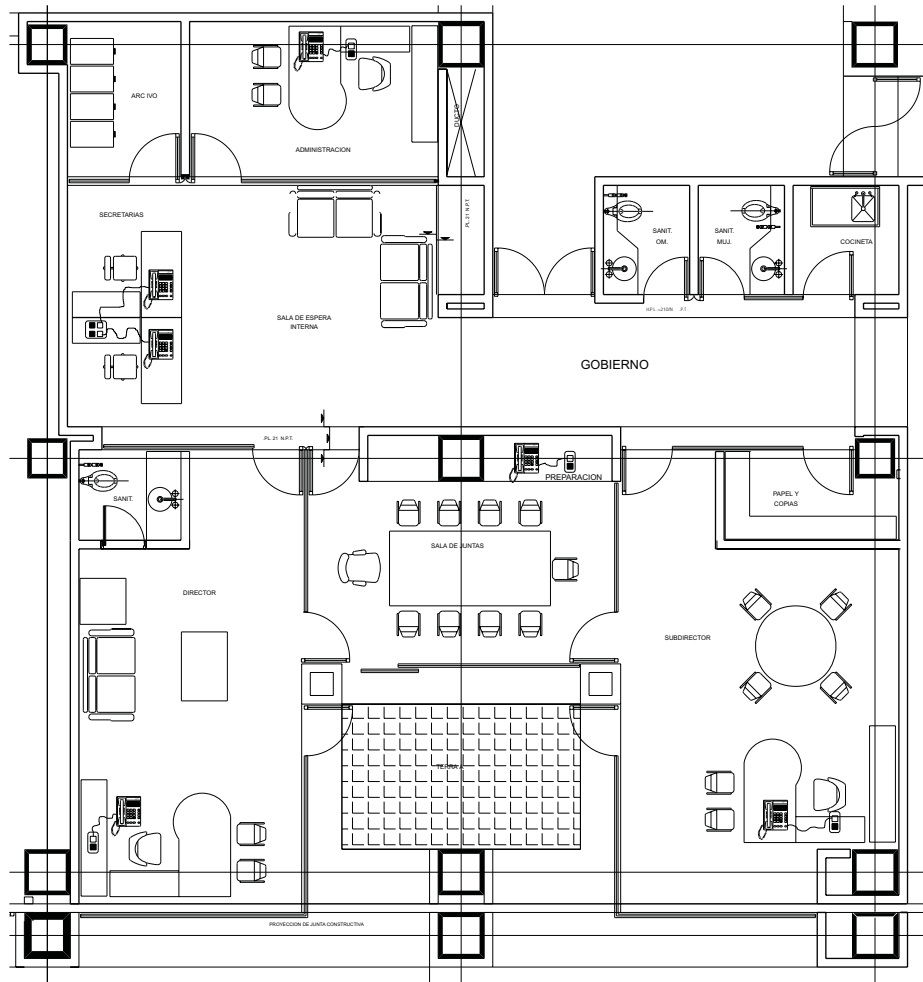 ARC IVO
ADMINISTRACION
DUCTO
SECRETARIAS
.PL. 21 N.P.T.
SANIT.
OM.
SANIT.
MUJ.
COCINETA
SALA DE ESPERA
INTERNA
GOBIERNO
.PL. 21 N.P.T.
PREPARACION
SANIT.
PAPEL Y
COPIAS
SALA DE JUNTAS
DIRECTOR
SUBDIRECTOR
TERRA A
PROYECCION DE JUNTA CONSTRUCTIVA